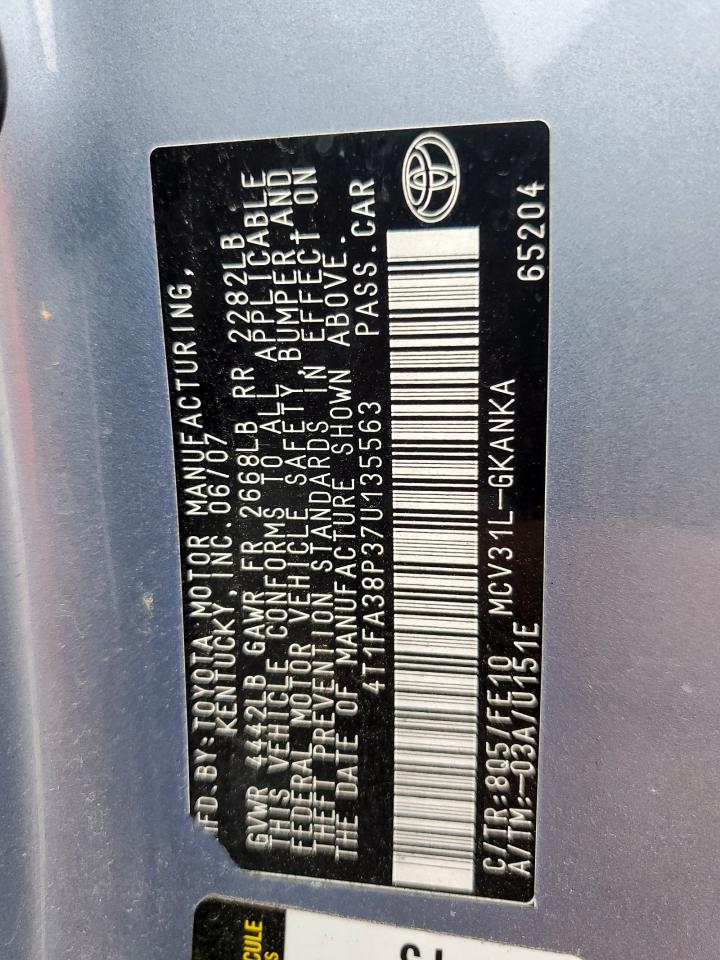 MFD.BY:TOYOTA MOTOR MANUFACTURING,
KENTUCKY, INC. 06/07
GVWR 4442LB GAWR FR 2668LB RR 2282LB.
THIS VEHICLE CONFORMS TO ALL APPLICABLE
FEDERAL MOTOR VEHICLE SAFETY, BUMPER AND
THEFT PREVENTION STANDARDS IN EFFECT ON
THE DATE OF MANUFACTURE SHOWN ABOVE.
4T1FA38P37U135563 PASS.CAR
C/TR:8Q5/FE10 MCV31L-GKANKA
A/TM:-03A/U151E 65204